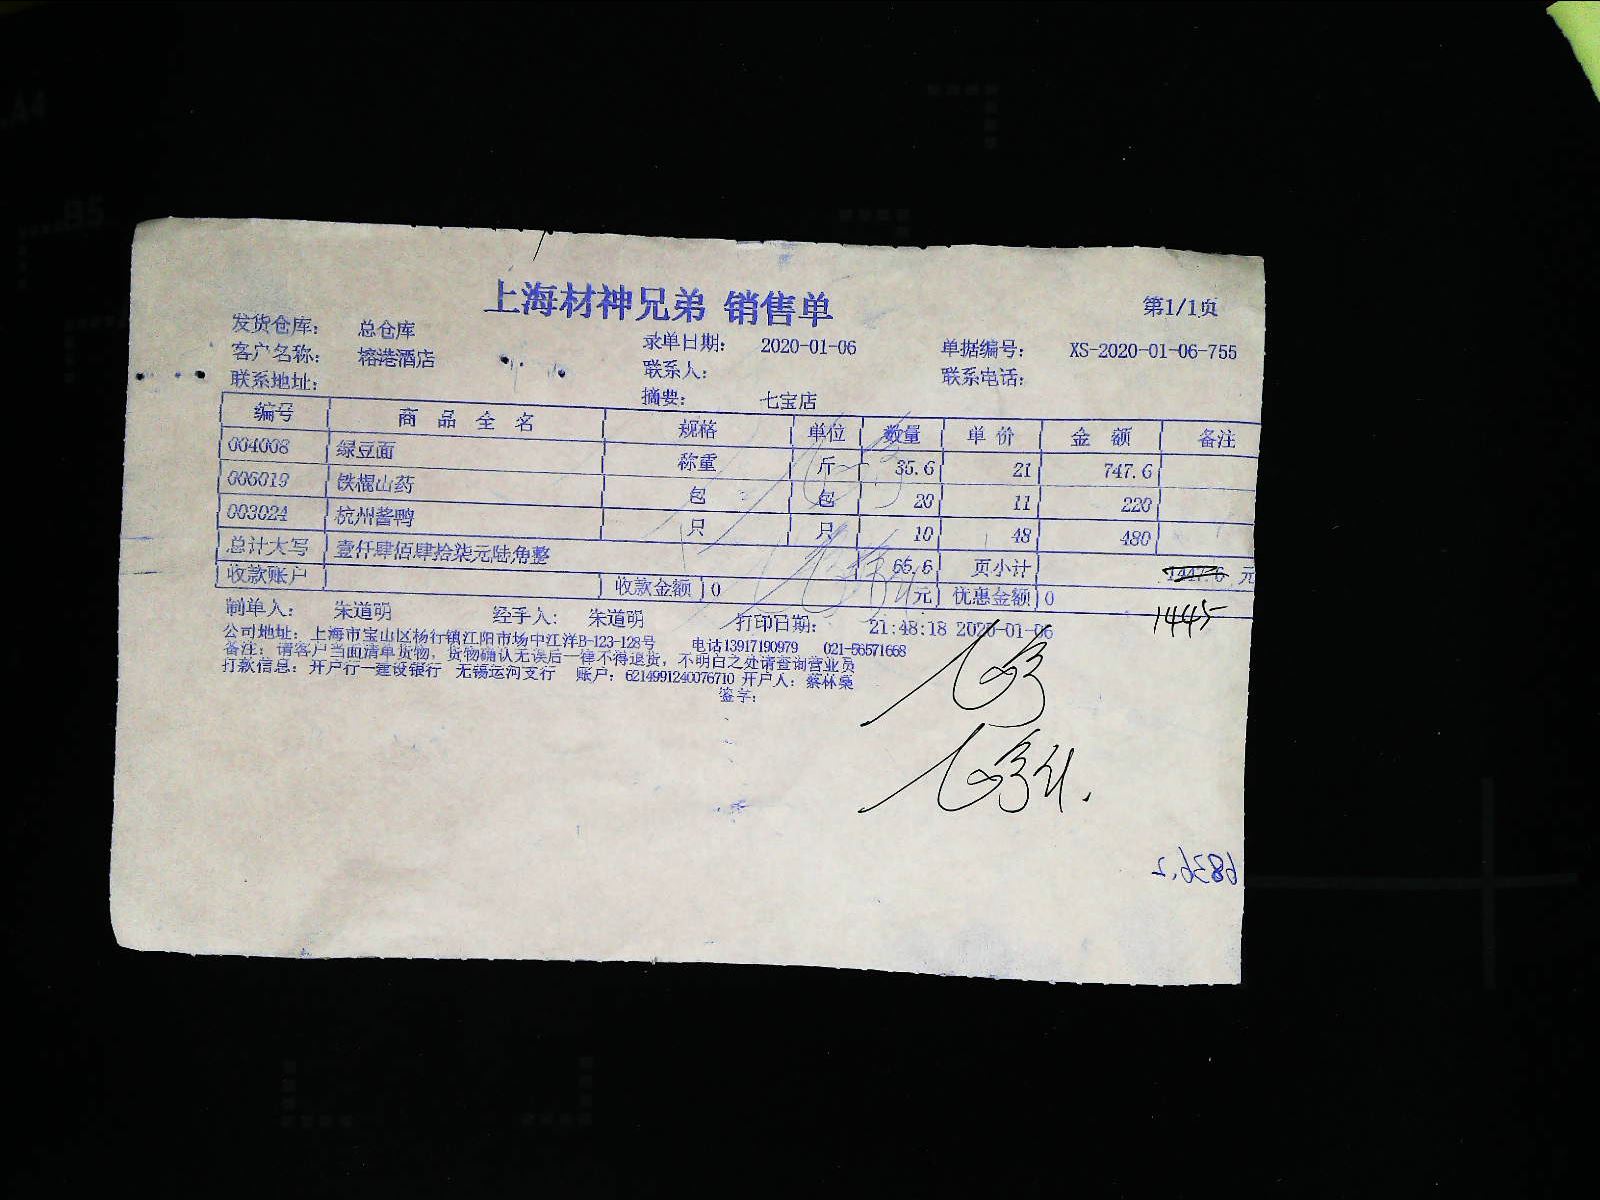 上海材神兄弟 销售单
第1/1页
发货仓库： 总仓库
录单日期： 2020-01-06 单据编号： XS-2020-01-06-755
客户名称： 榕港酒店 联系人： 联系电话：
联系地址： 摘要： 七宝店
编号 商品全名 规格 单位 数量 单价 金额 备注
004008 绿豆面 称重 斤 35.6 21 747.6
006019 铁棍山药 包 包 20 11 220
003024 杭州酱鸭 只 只 10 48 480
总计大写 壹仟肆佰肆拾柒元陆角整 65.6 页小计 1447.6 元
收款账户 收款金额 0 元 优惠金额 0
1445
制单人： 朱道明 经手人： 朱道明 打印日期： 21:48:18 2020-01-06
公司地址：上海市宝山区杨行镇江阳市场中江洋B-123-128号 电话13917190979 021-56571668
备注：请客户当面清单货物，货物确认无误后一律不得退货，不明白之处请查询营业员
打款信息：开户行—建设银行 无锡运河支行 账户：6214991240076710 开户人：蔡林燊
签字：
6836.2